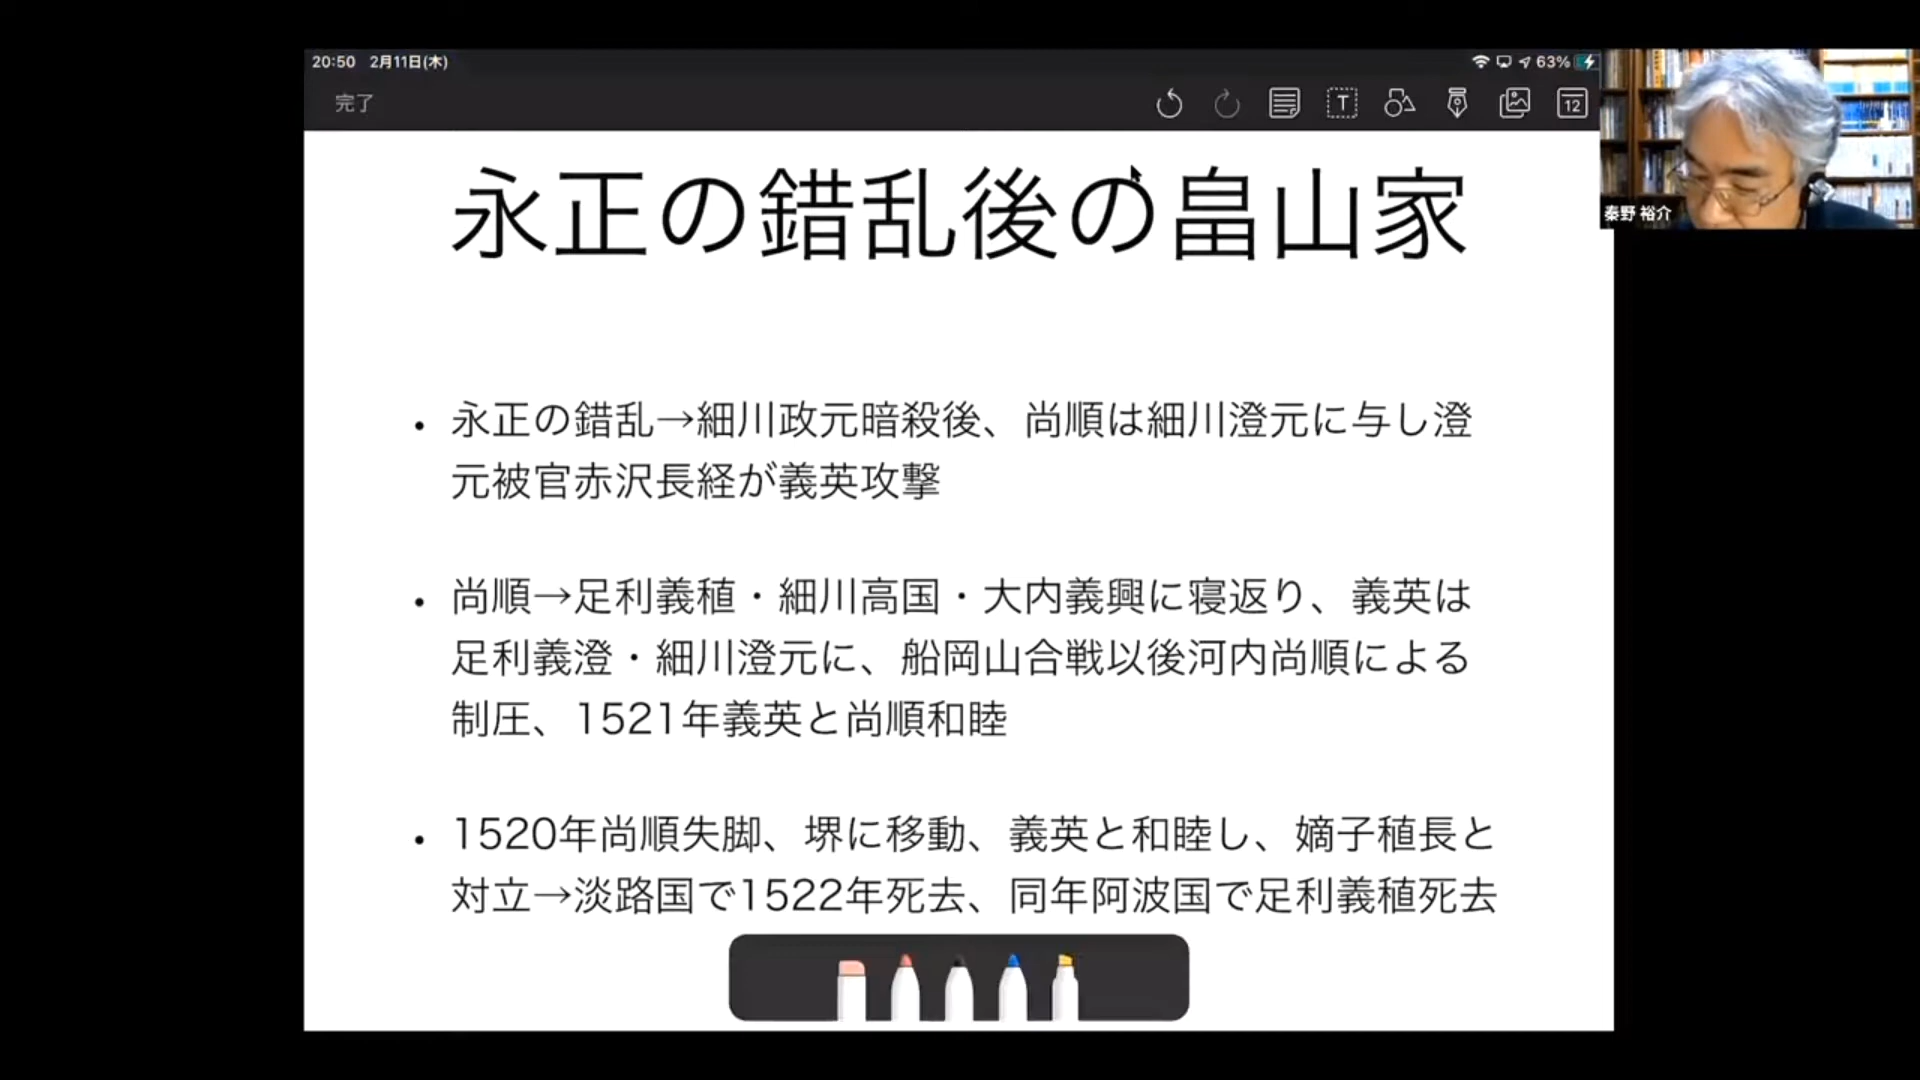 20:50 2月11日(木)
63%
完了
T
12
秦野 裕介
永正の錯乱後の畠山家
• 永正の錯乱→細川政元暗殺後、尚順は細川澄元に与し澄
元被官赤沢長経が義英攻撃
• 尚順→足利義稙・細川高国・大内義興に寝返り、義英は
足利義澄・細川澄元に、船岡山合戦以後河内尚順による
制圧、1521年義英と尚順和睦
• 1520年尚順失脚、堺に移動、義英と和睦し、嫡子稙長と
対立→淡路国で1522年死去、同年阿波国で足利義稙死去